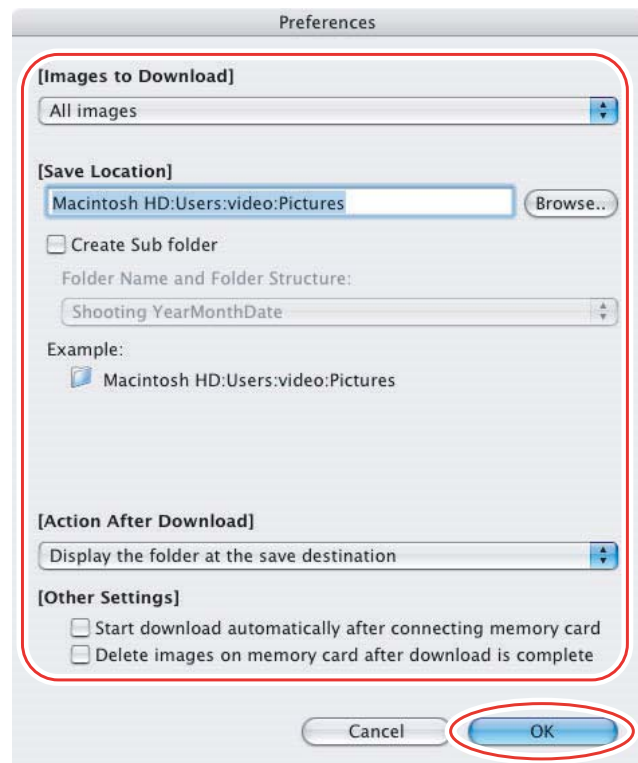 Preferences
[Images to Download]
All images
[Save Location]
Macintosh HD:Users:video:Pictures
Browse..
Create Sub folder
Folder Name and Folder Structure:
Shooting YearMonthDate
Example:
Macintosh HD:Users:video:Pictures
[Action After Download]
Display the folder at the save destination
[Other Settings]
Start download automatically after connecting memory card
Delete images on memory card after download is complete
Cancel OK